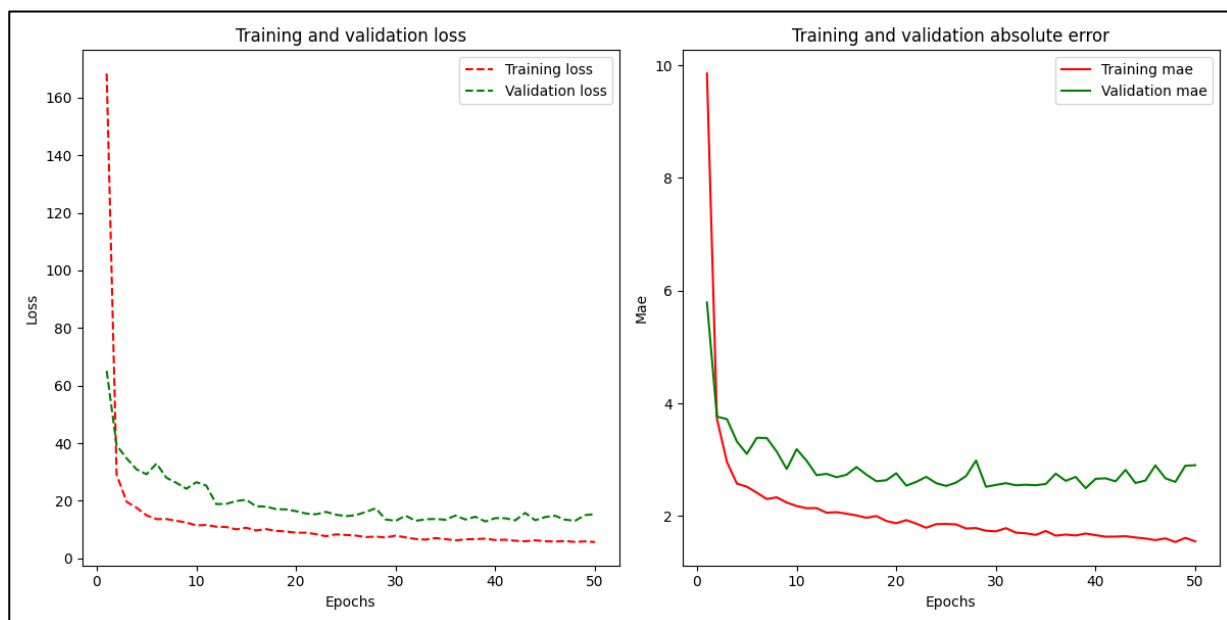 Training and validation loss
Training loss
Validation loss
160
140
120
100
80
60
40
20
0
Loss
0
10
20
30
40
50
Epochs
Training and validation absolute error
Training mae
Validation mae
10
8
6
4
2
Mae
0
10
20
30
40
50
Epochs